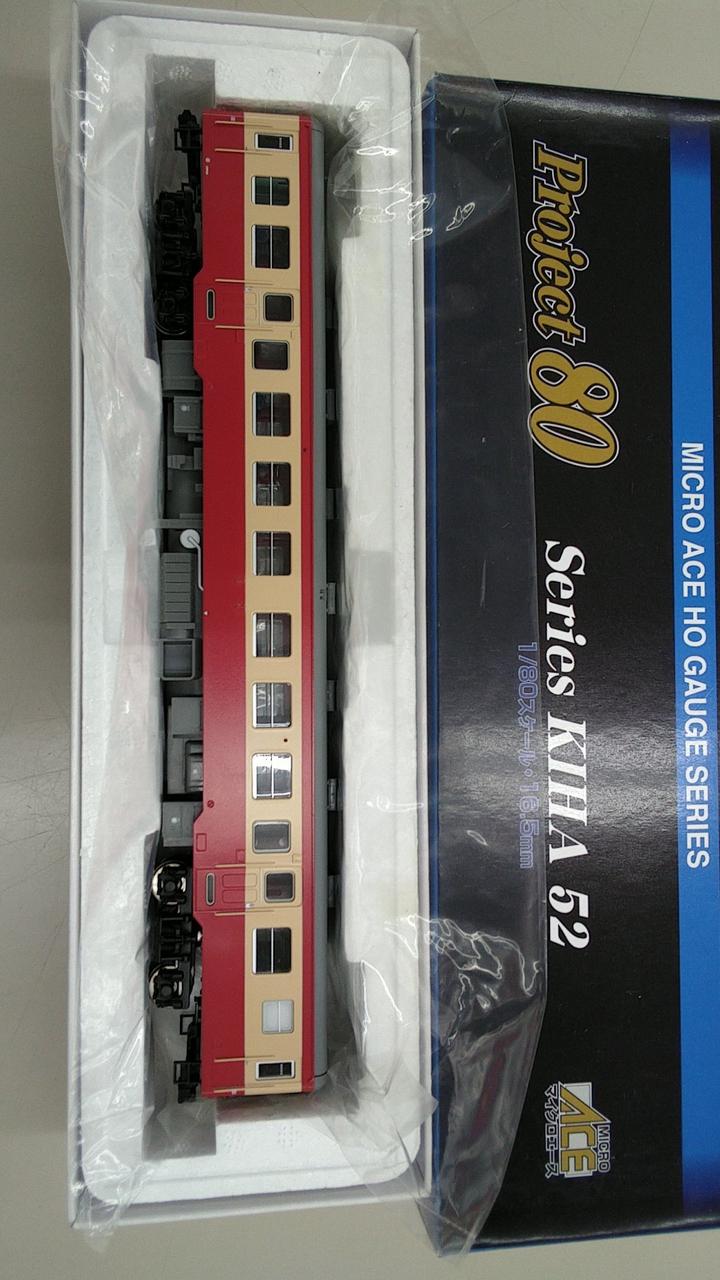 MICRO ACE HO GAUGE SERIES
Project 80 Series KIHA 52
1/80スケール・16.5mm
MICRO
ACE
マイクロエース